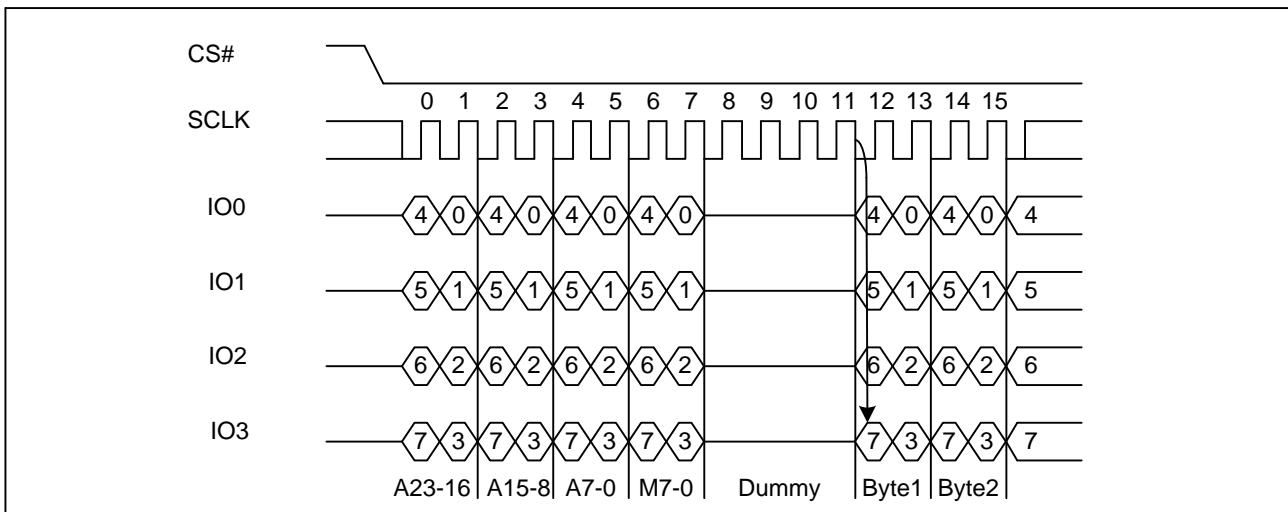 CS#
0 1 2 3 4 5 6 7 8 9 10 11 12 13 14 15
SCLK
IO0 4 0 4 0 4 0 4 0 4 0 4 0 4
IO1 5 1 5 1 5 1 5 1 5 1 5 1 5
IO2 6 2 6 2 6 2 6 2 6 2 6 2 6
IO3 7 3 7 3 7 3 7 3 7 3 7 3 7
A23-16 A15-8 A7-0 M7-0 Dummy Byte1 Byte2